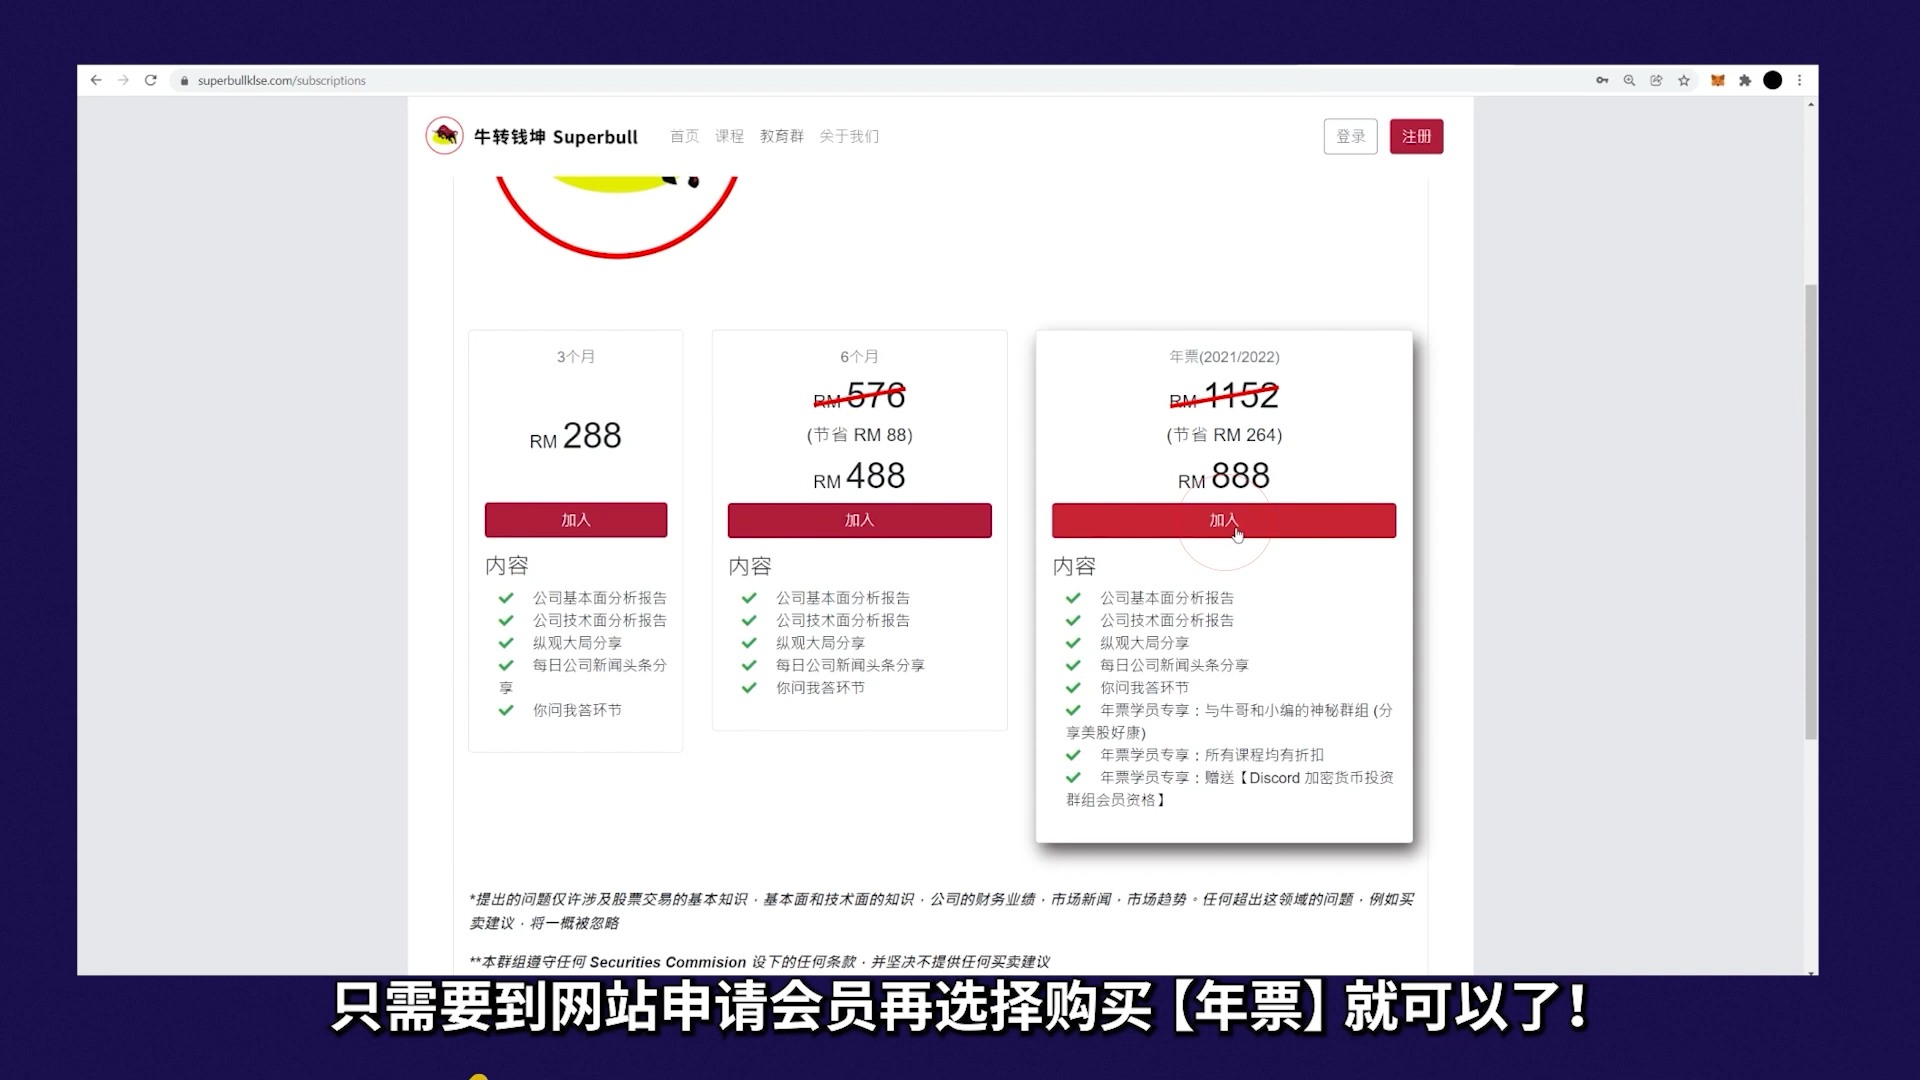 superbullklse.com/subscriptions
牛转钱坤 Superbull
首页 课程 教育群 关于我们
登录 注册
3个月
RM 288
加入
内容
公司基本面分析报告
公司技术面分析报告
纵观大局分享
每日公司新闻头条分
享
你问我答环节
6个月
RM 576
(节省 RM 88)
RM 488
加入
内容
公司基本面分析报告
公司技术面分析报告
纵观大局分享
每日公司新闻头条分享
你问我答环节
年票(2021/2022)
RM 1152
(节省 RM 264)
RM 888
加入
内容
公司基本面分析报告
公司技术面分析报告
纵观大局分享
每日公司新闻头条分享
你问我答环节
年票学员专享：与牛哥和小编的神秘群组 (分
享美股好康)
年票学员专享：所有课程均有折扣
年票学员专享：赠送【Discord 加密货币投资
群组会员资格】
*提出的问题仅许涉及股票交易的基本知识，基本面和技术面的知识，公司的财务业绩，市场新闻，市场趋势。任何超出这领域的问题，例如买
卖建议，将一概被忽略
**本群组遵守任何 Securities Commision 设下的任何条款，并坚决不提供任何买卖建议
只需要到网站申请会员再选择购买【年票】就可以了！